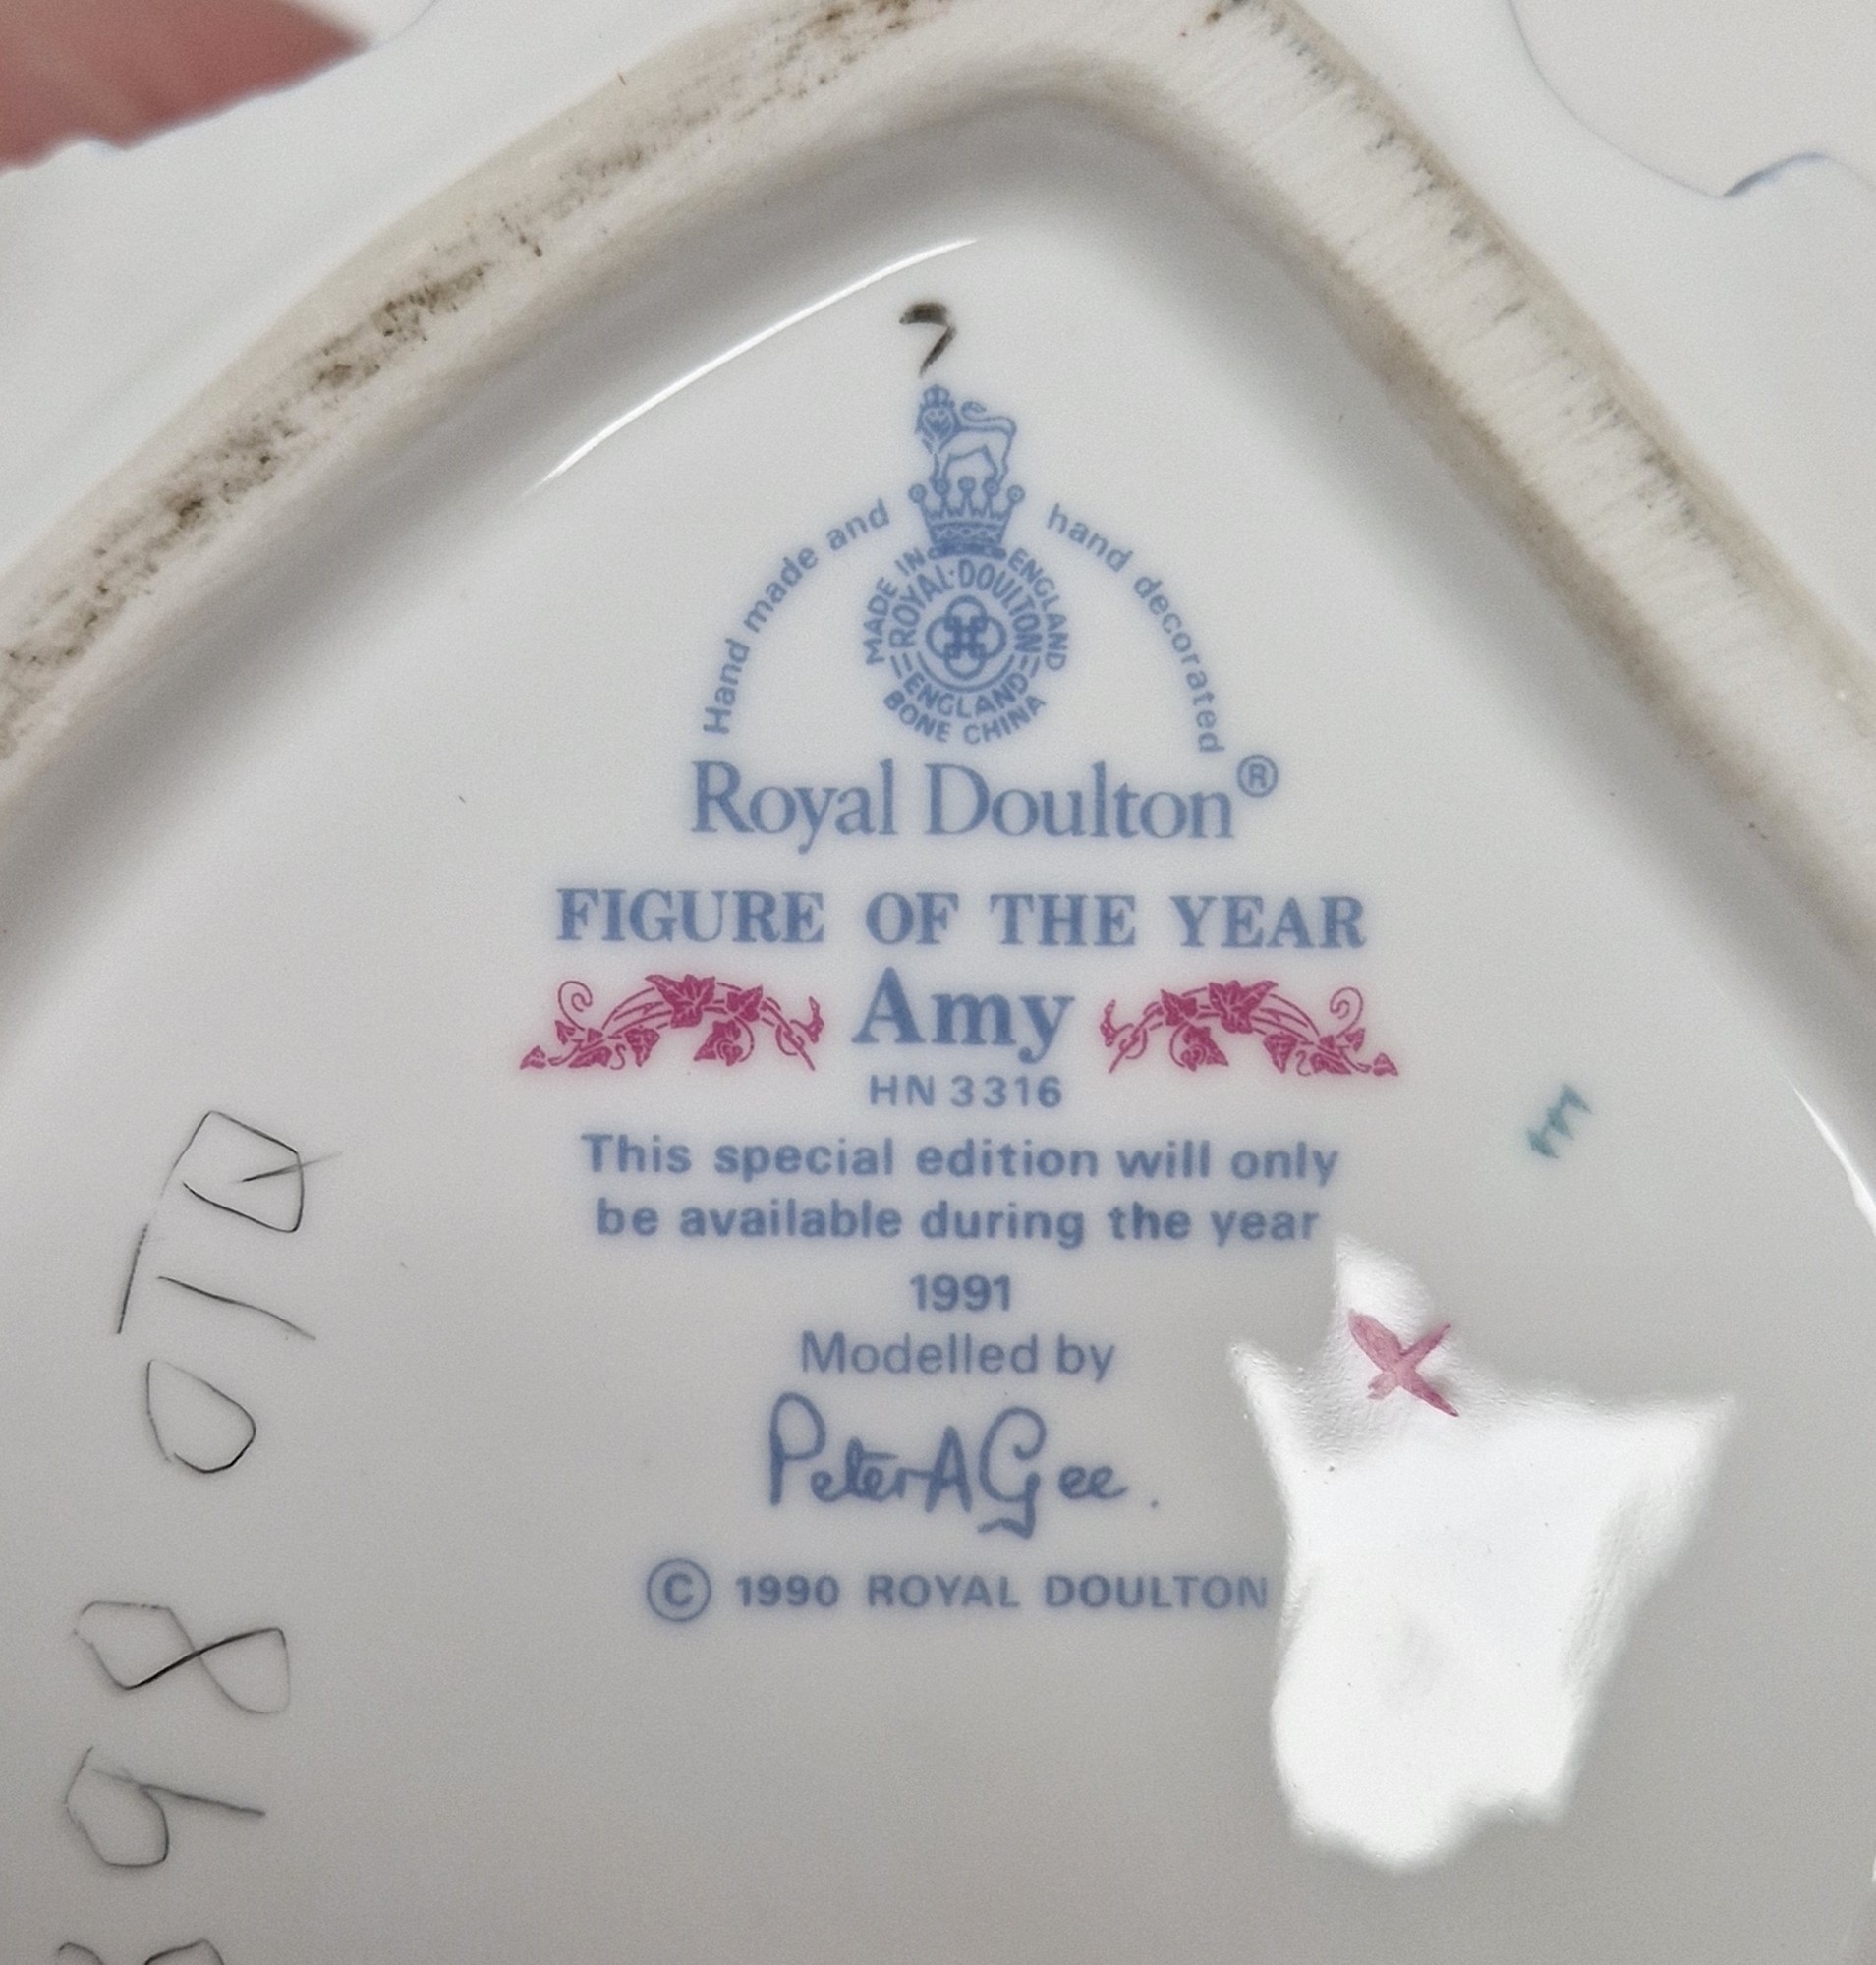 Hand made and hand decorated
MADE IN ENGLAND
ROYAL · DOULTON
ENGLAND
BONE CHINA
Royal Doulton®
FIGURE OF THE YEAR
Amy
HN 3316
This special edition will only
be available during the year
1991
Modelled by
Peter A Gee.
© 1990 ROYAL DOULTON